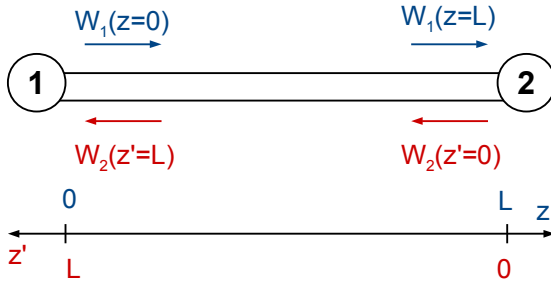 W₁(z=0) W₁(z=L)
1 2
W₂(z'=L) W₂(z'=0)
0 L z
z' L 0